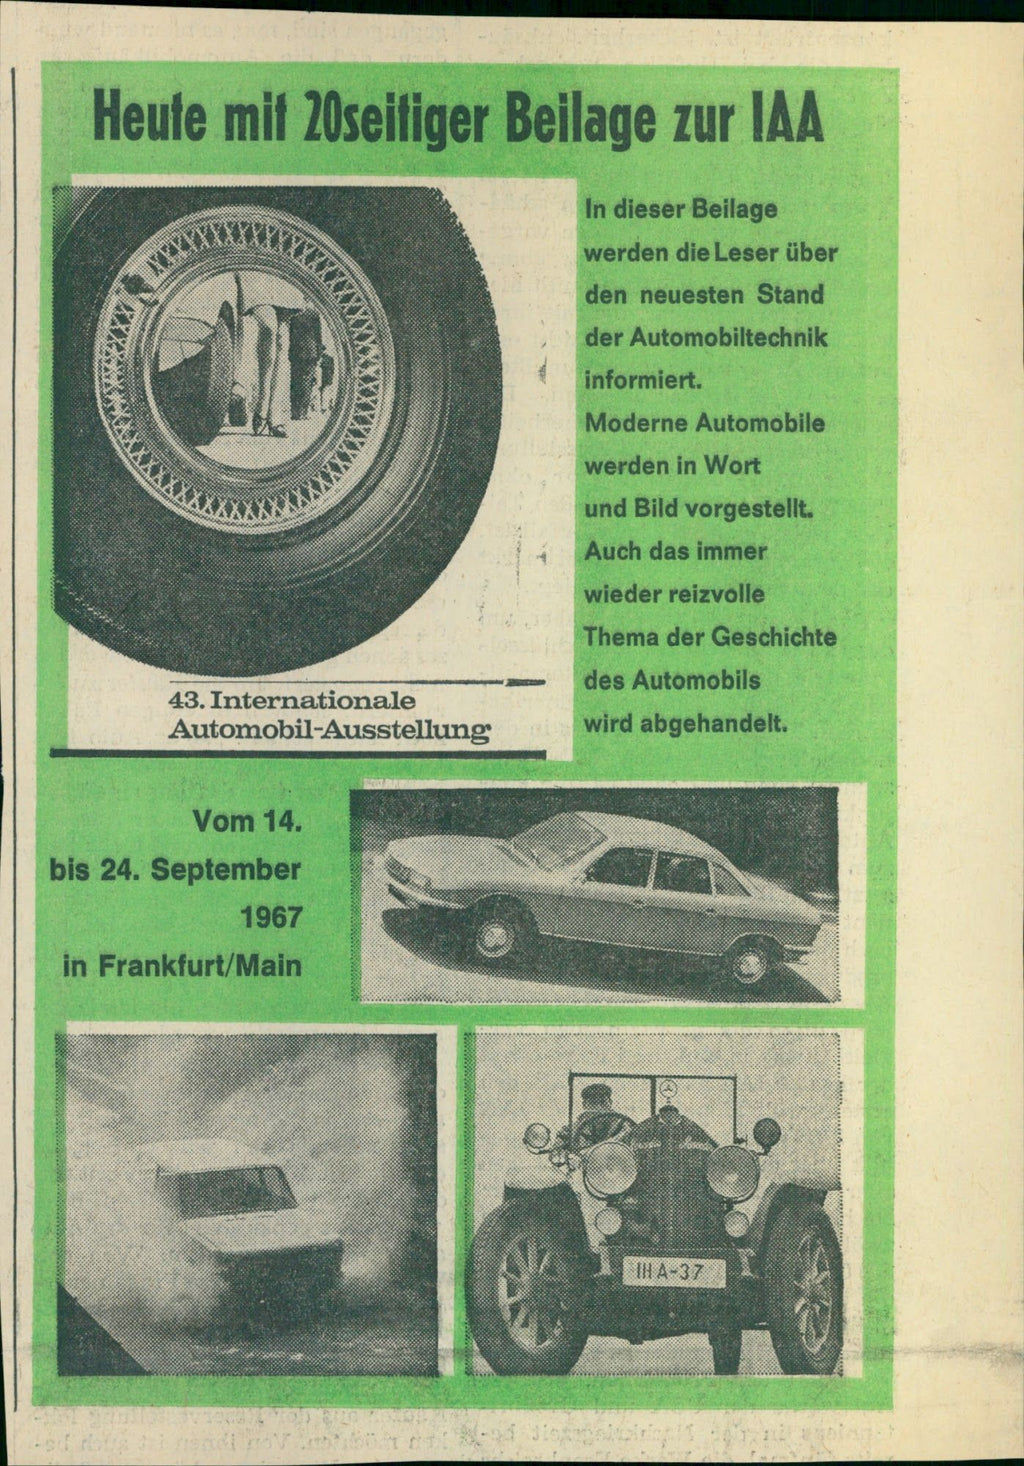 Heute mit 20seitiger Beilage zur IAA
In dieser Beilage
werden die Leser über
den neuesten Stand
der Automobiltechnik
informiert.
Moderne Automobile
werden in Wort
und Bild vorgestellt.
Auch das immer
wieder reizvolle
Thema der Geschichte
des Automobils
wird abgehandelt.
43. Internationale
Automobil-Ausstellung
Vom 14.
bis 24. September
1967
in Frankfurt/Main
IIIA-37